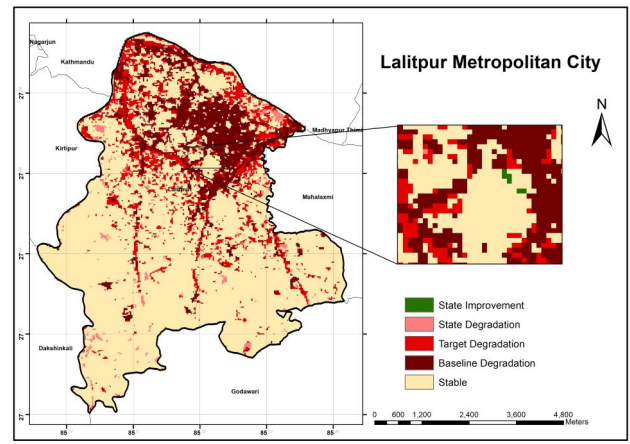 Lalitpur Metropolitan City
N
Nagarjun
Kathmandu
Madhyapur Thimi
Kirtipur
Mahalaxmi
Dakshinkali
Godawari
27
27
27
27
27
85
85
85
85
85
State Improvement
State Degradation
Target Degradation
Baseline Degradation
Stable
0 600 1,200 2,400 3,600 4,800
Meters